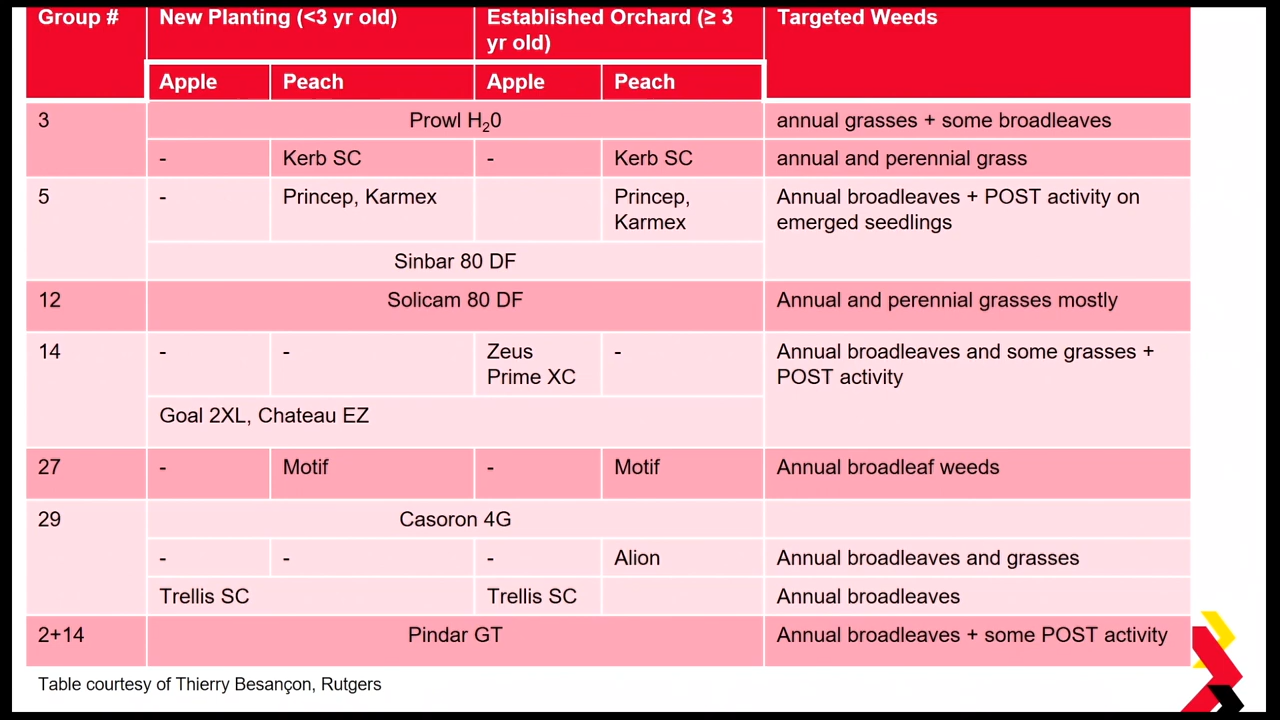 Group # New Planting (<3 yr old) Established Orchard (≥ 3 Targeted Weeds
yr old)
Apple Peach Apple Peach
3 Prowl H₂0 annual grasses + some broadleaves
- Kerb SC - Kerb SC annual and perennial grass
5 - Princep, Karmex Princep, Annual broadleaves + POST activity on
Karmex emerged seedlings
Sinbar 80 DF
12 Solicam 80 DF Annual and perennial grasses mostly
14 - - Zeus - Annual broadleaves and some grasses +
Prime XC POST activity
Goal 2XL, Chateau EZ
27 - Motif - Motif Annual broadleaf weeds
29 Casoron 4G
- - - Alion Annual broadleaves and grasses
Trellis SC Trellis SC Annual broadleaves
2+14 Pindar GT Annual broadleaves + some POST activity
Table courtesy of Thierry Besançon, Rutgers